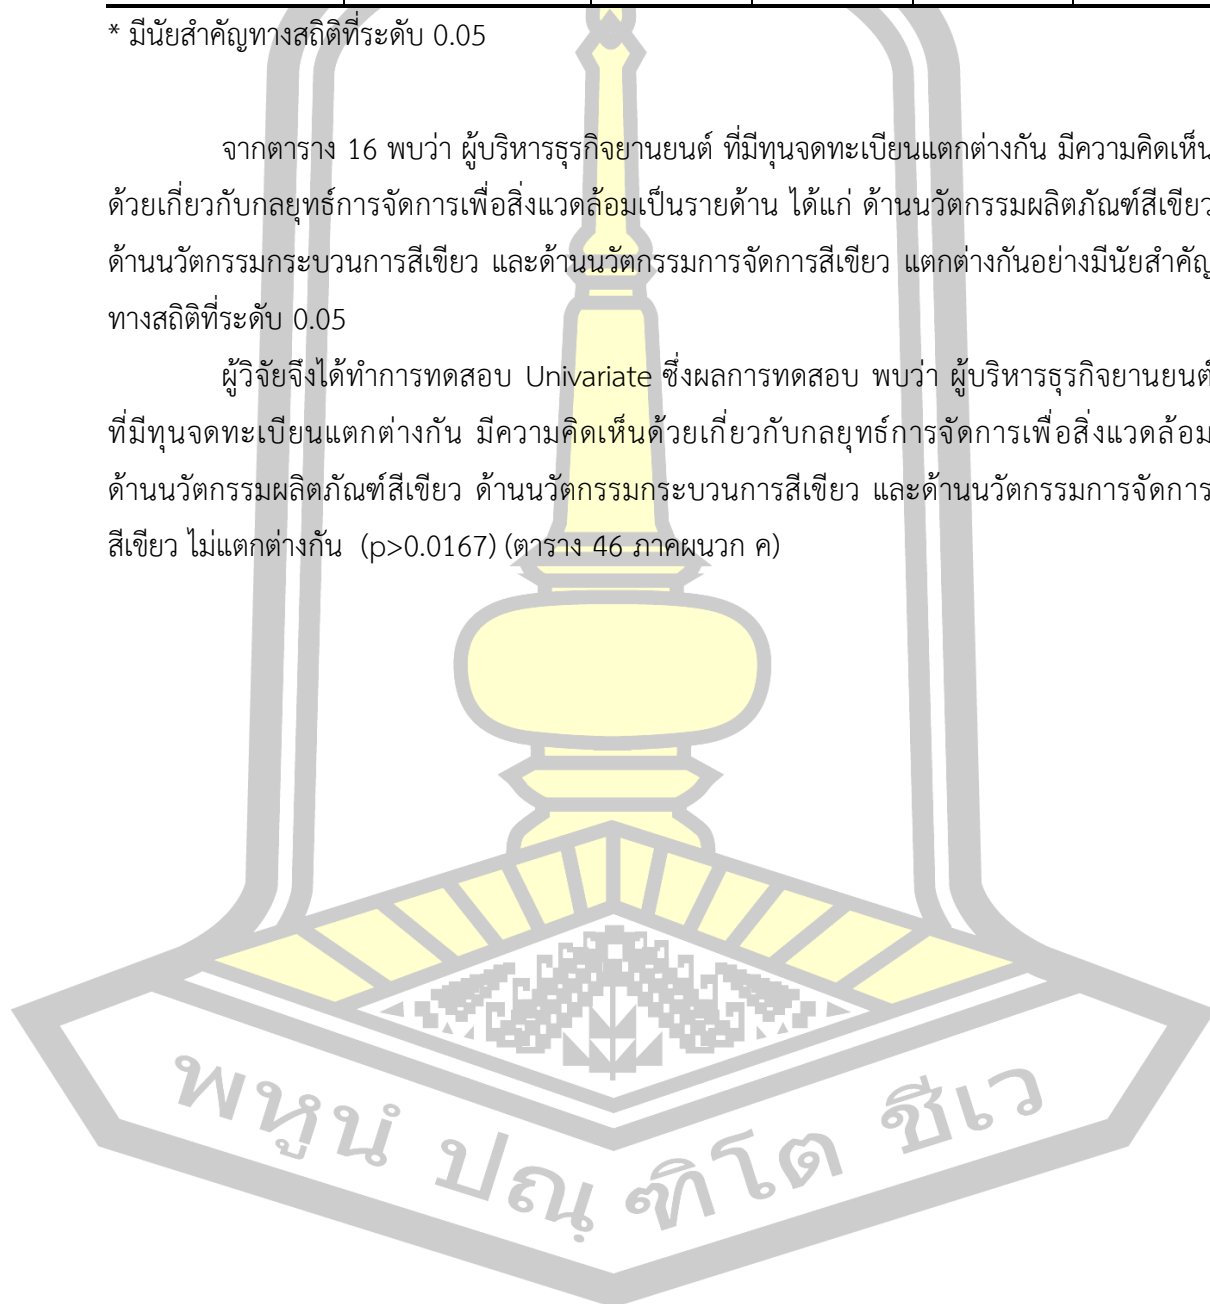 * มีนัยสำคัญทางสถิติที่ระดับ 0.05
จากตาราง 16 พบว่า ผู้บริหารธุรกิจยานยนต์ ที่มีทุนจดทะเบียนแตกต่างกัน มีความคิดเห็น
ด้วยเกี่ยวกับกลยุทธ์การจัดการเพื่อสิ่งแวดล้อมเป็นรายด้าน ได้แก่ ด้านนวัตกรรมผลิตภัณฑ์สีเขียว
ด้านนวัตกรรมกระบวนการสีเขียว และด้านนวัตกรรมการจัดการสีเขียว แตกต่างกันอย่างมีนัยสำคัญ
ทางสถิติที่ระดับ 0.05
ผู้วิจัยจึงได้ทำการทดสอบ Univariate ซึ่งผลการทดสอบ พบว่า ผู้บริหารธุรกิจยานยนต์
ที่มีทุนจดทะเบียนแตกต่างกัน มีความคิดเห็นด้วยเกี่ยวกับกลยุทธ์การจัดการเพื่อสิ่งแวดล้อม
ด้านนวัตกรรมผลิตภัณฑ์สีเขียว ด้านนวัตกรรมกระบวนการสีเขียว และด้านนวัตกรรมการจัดการ
สีเขียว ไม่แตกต่างกัน (p>0.0167) (ตาราง 46 ภาคผนวก ค)
พหูนํ ปณฺฑิโต ชีเว